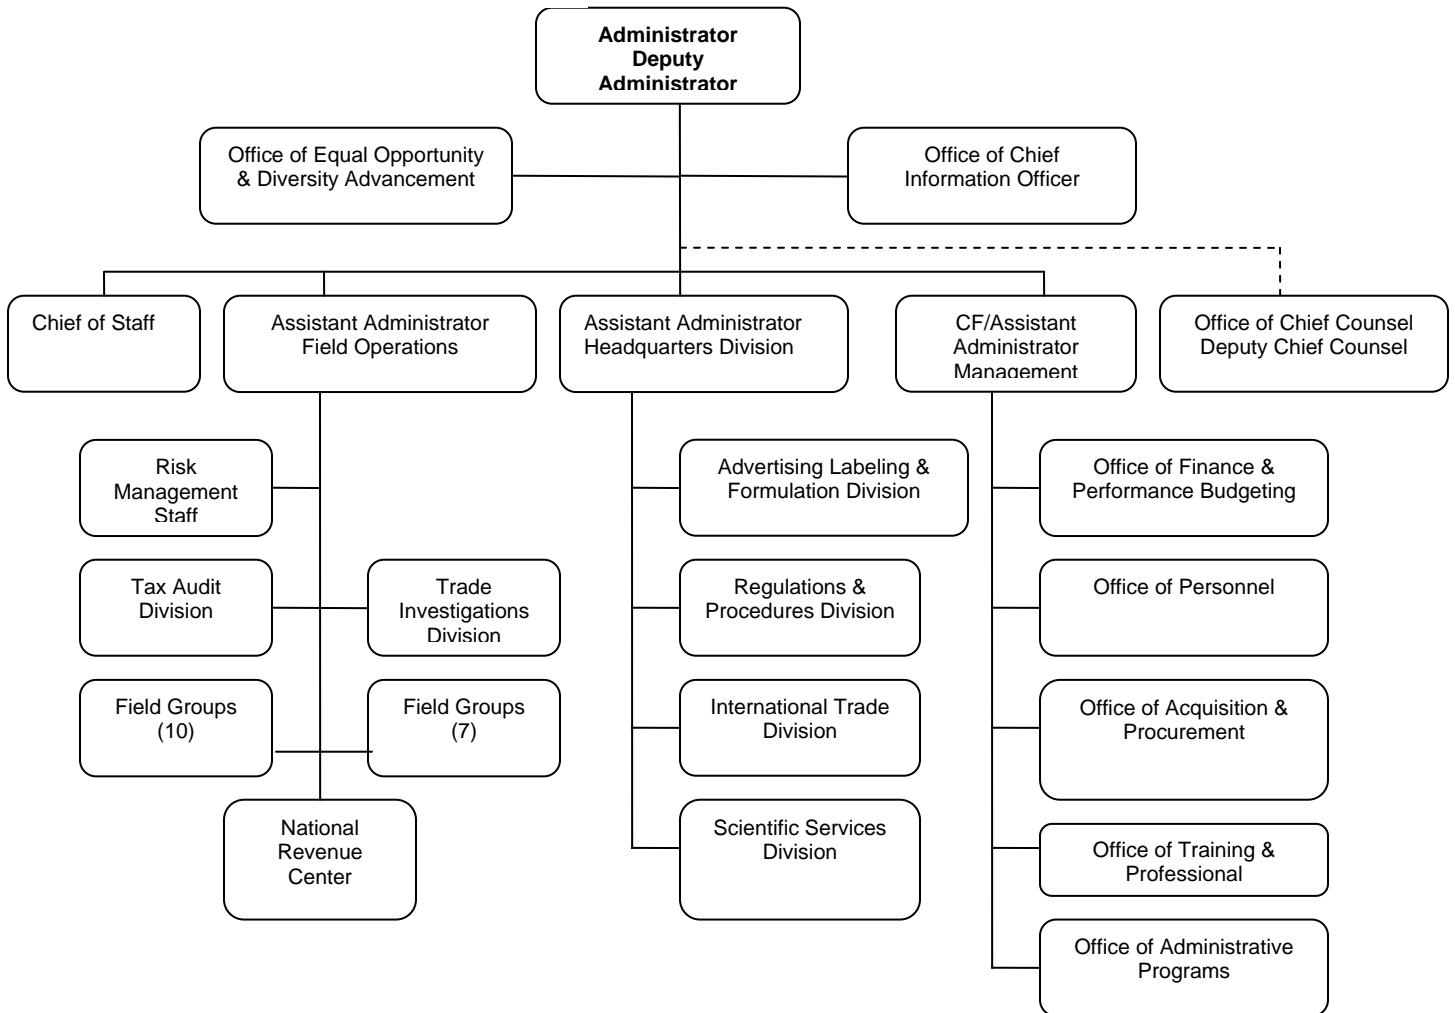 Administrator
Deputy
Administrator
Office of Equal Opportunity
& Diversity Advancement
Office of Chief
Information Officer
Chief of Staff
Assistant Administrator
Field Operations
Assistant Administrator
Headquarters Division
CF/Assistant
Administrator
Management
Office of Chief Counsel
Deputy Chief Counsel
Risk
Management
Staff
Advertising Labeling &
Formulation Division
Office of Finance &
Performance Budgeting
Tax Audit
Division
Trade
Investigations
Division
Regulations &
Procedures Division
Office of Personnel
Field Groups
(10)
Field Groups
(7)
International Trade
Division
Office of Acquisition &
Procurement
National
Revenue
Center
Scientific Services
Division
Office of Training &
Professional
Office of Administrative
Programs